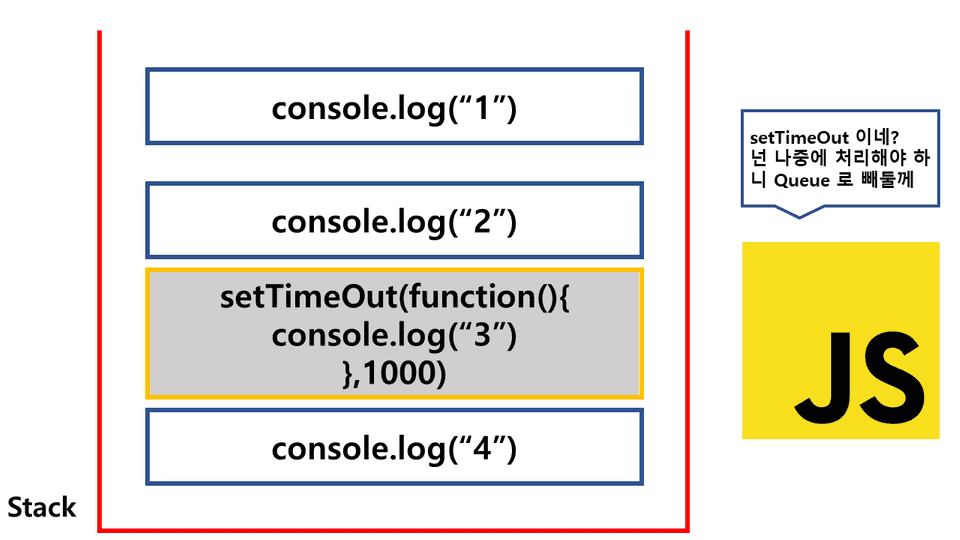 console.log(“1”)
console.log(“2”)
setTimeOut(function(){
console.log(“3”)
},1000)
console.log(“4”)
Stack
setTimeOut 이네?
넌 나중에 처리해야 하
니 Queue 로 빼둘께
JS